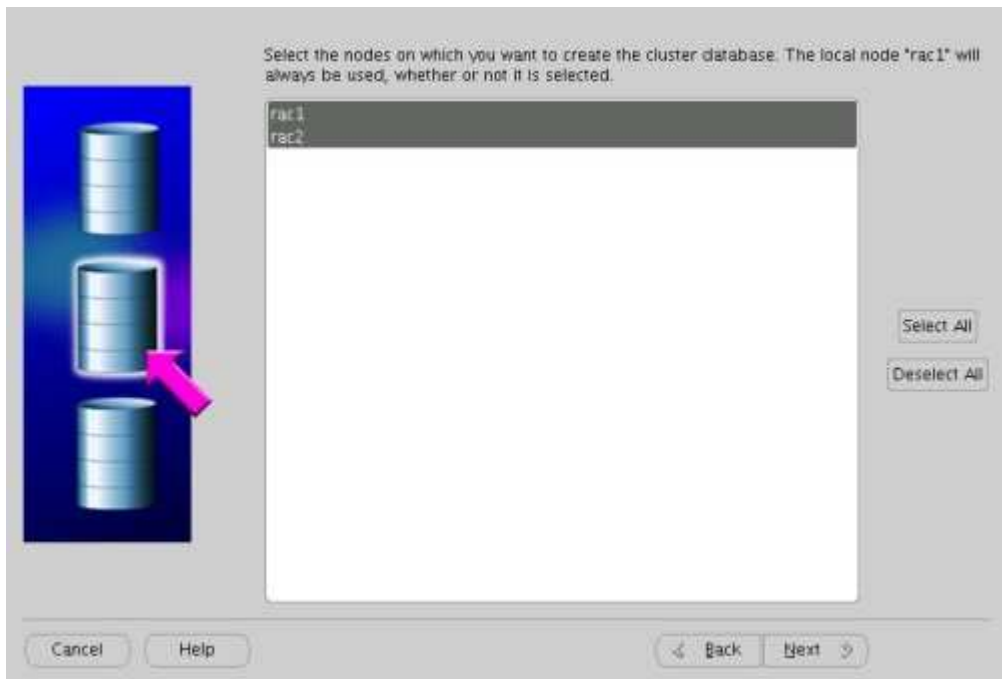 Select the nodes on which you want to create the cluster database. The local node "rac1" will
always be used, whether or not it is selected.
rac1
rac2
Select All
Deselect All
Cancel
Help
Back
Next